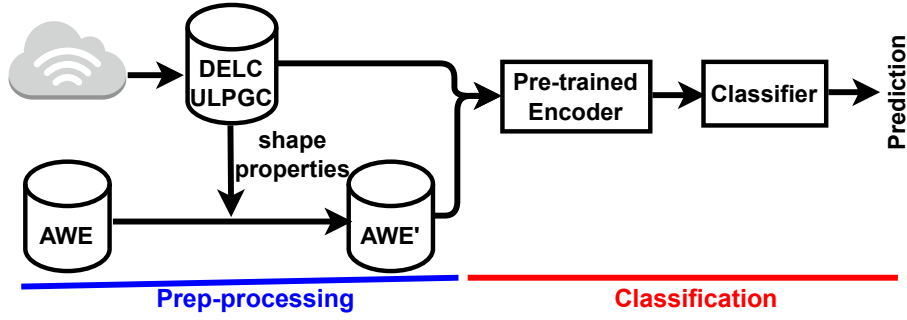 DELC
ULPGC
shape
properties
AWE
AWE'
Prep-processing
Pre-trained
Encoder
Classifier
Prediction
Classification